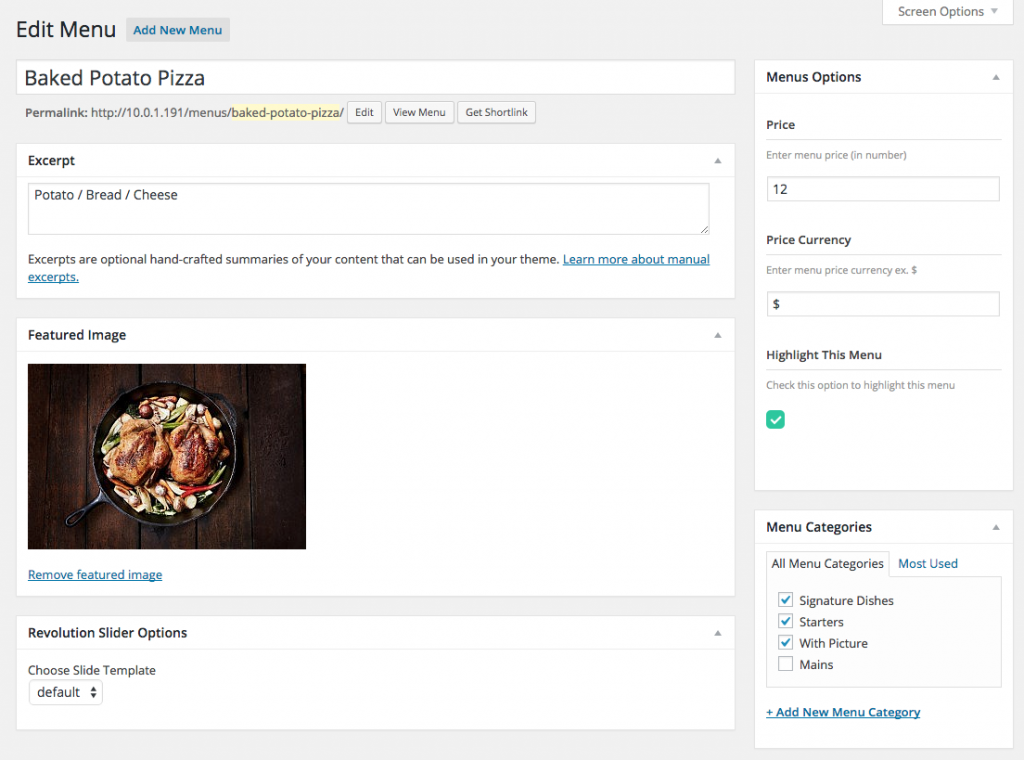 Screen Options
Edit Menu Add New Menu
Baked Potato Pizza
Permalink: http://10.0.1.191/menus/baked-potato-pizza/ Edit View Menu Get Shortlink
Excerpt
Potato / Bread / Cheese
Excerpts are optional hand-crafted summaries of your content that can be used in your theme. Learn more about manual
excerpts.
Featured Image
Remove featured image
Revolution Slider Options
Choose Slide Template
default
Menus Options
Price
Enter menu price (in number)
12
Price Currency
Enter menu price currency ex. $
$
Highlight This Menu
Check this option to highlight this menu
Menu Categories
All Menu Categories Most Used
Signature Dishes
Starters
With Picture
Mains
+ Add New Menu Category